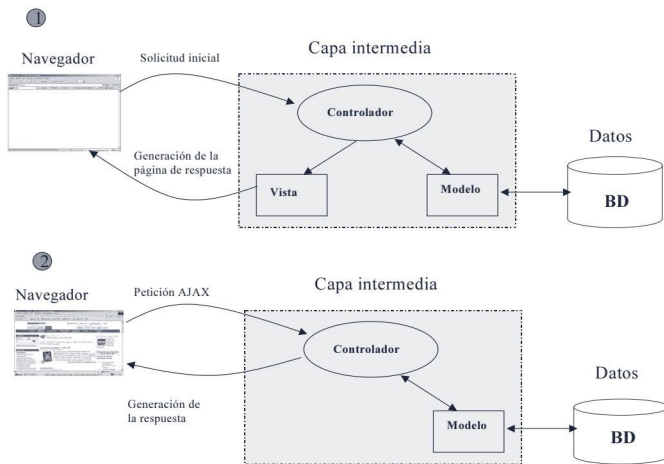 1
Navegador
Solicitud inicial
Capa intermedia
Controlador
Generación de la
página de respuesta
Vista
Modelo
Datos
BD
2
Navegador
Petición AJAX
Capa intermedia
Controlador
Generación de
la respuesta
Modelo
Datos
BD